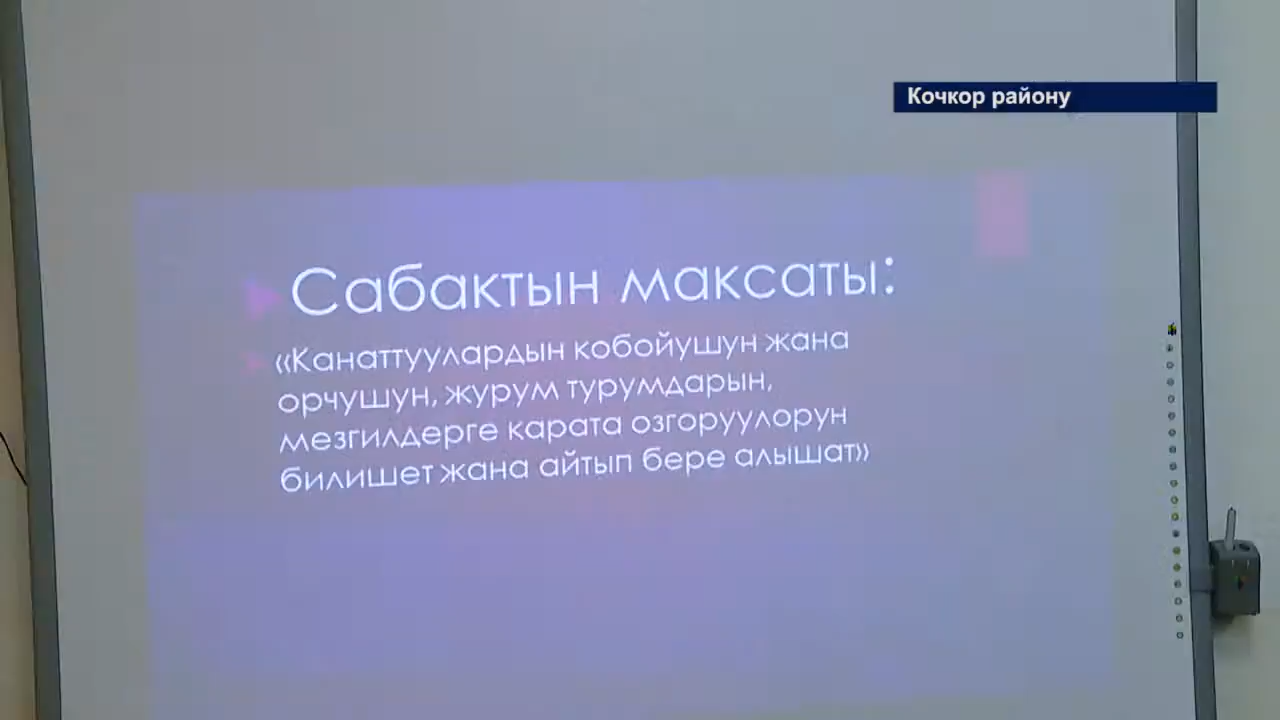 Кочкор району
Сабактын максаты:
«Канаттуулардын кобойушун жана
орчушун, журум турумдарын,
мезгилдерге карата озгоруулорун
билишет жана айтып бере алышат»